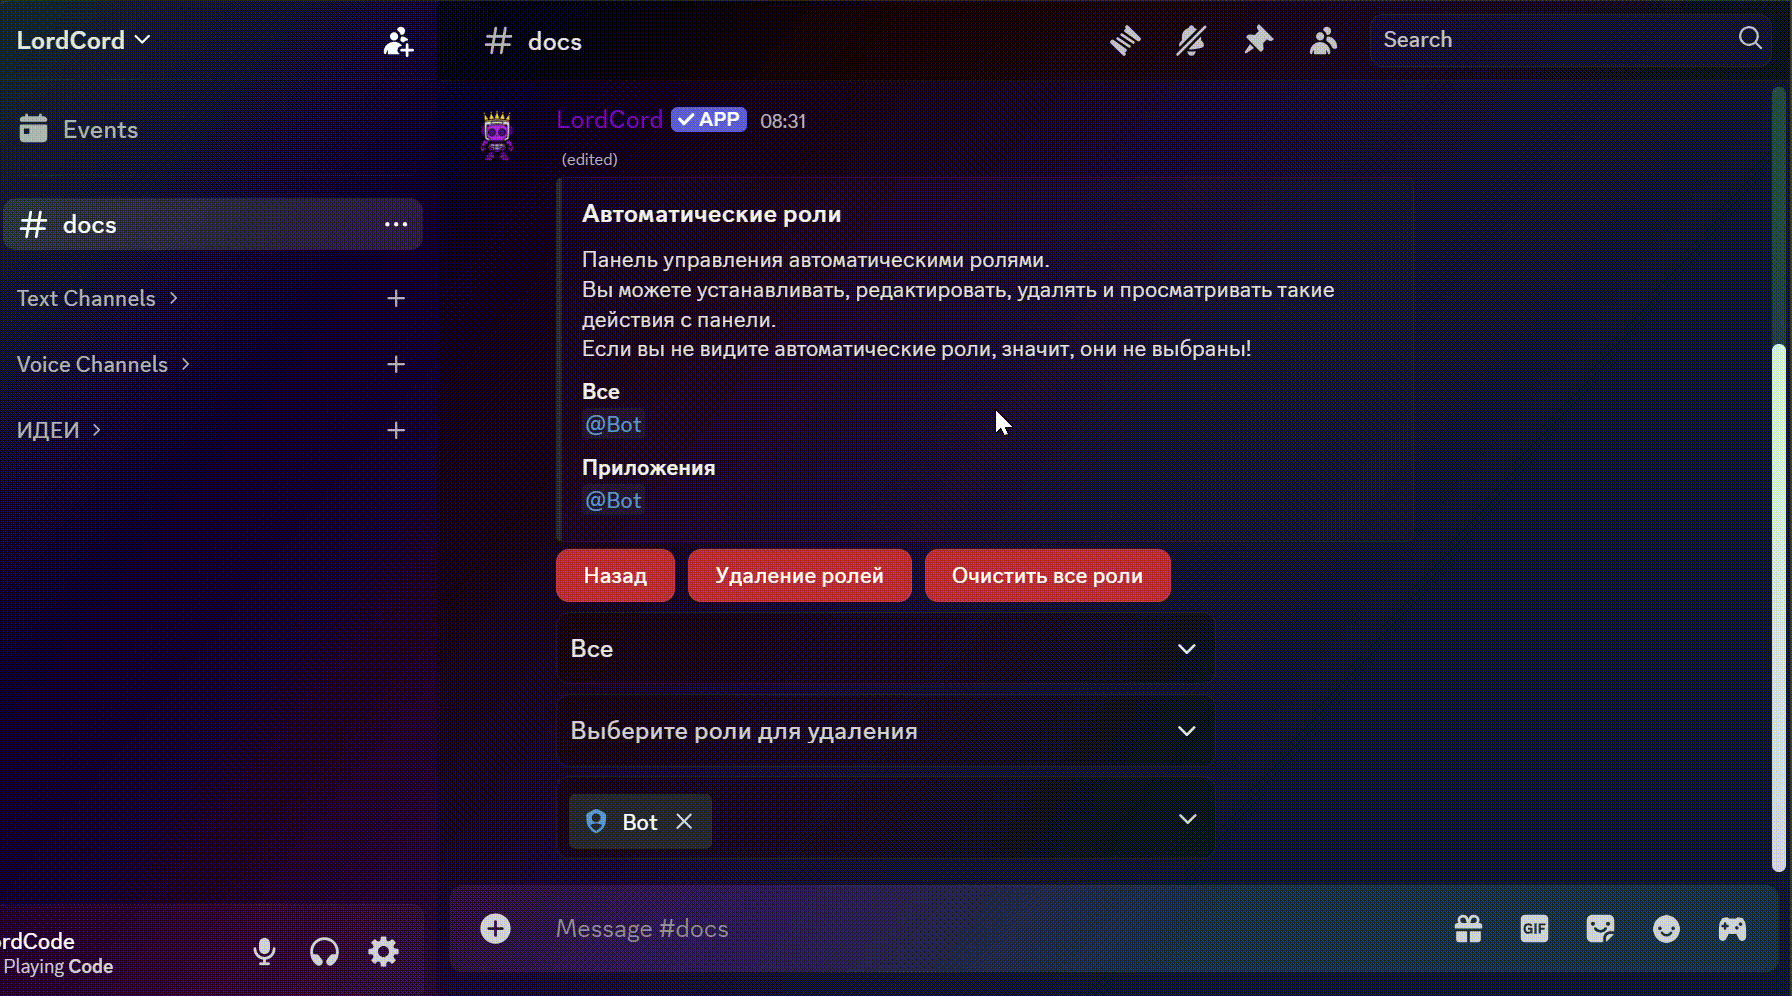 LordCord
Events
docs
Text Channels
Voice Channels
ИДЕИ
rdCode
Playing Code
docs
Search
LordCord APP 08:31
(edited)
Автоматические роли
Панель управления автоматическими ролями.
Вы можете устанавливать, редактировать, удалять и просматривать такие
действия с панели.
Если вы не видите автоматические роли, значит, они не выбраны!
Все
@Bot
Приложения
@Bot
Назад
Удаление ролей
Очистить все роли
Все
Выберите роли для удаления
Bot
Message #docs
GIF